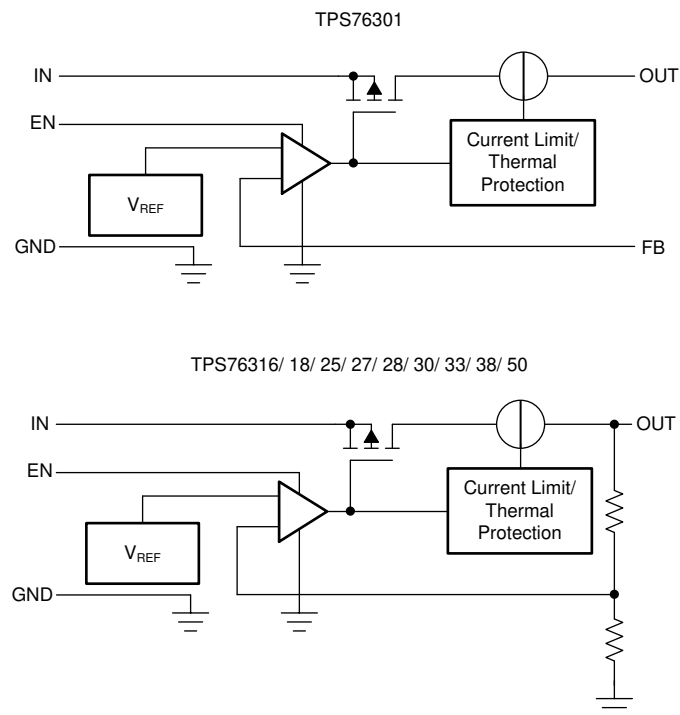 TPS76301
IN
OUT
EN
Current Limit/
Thermal
Protection
VREF
GND
FB
TPS76316/ 18/ 25/ 27/ 28/ 30/ 33/ 38/ 50
IN
OUT
EN
Current Limit/
Thermal
Protection
VREF
GND